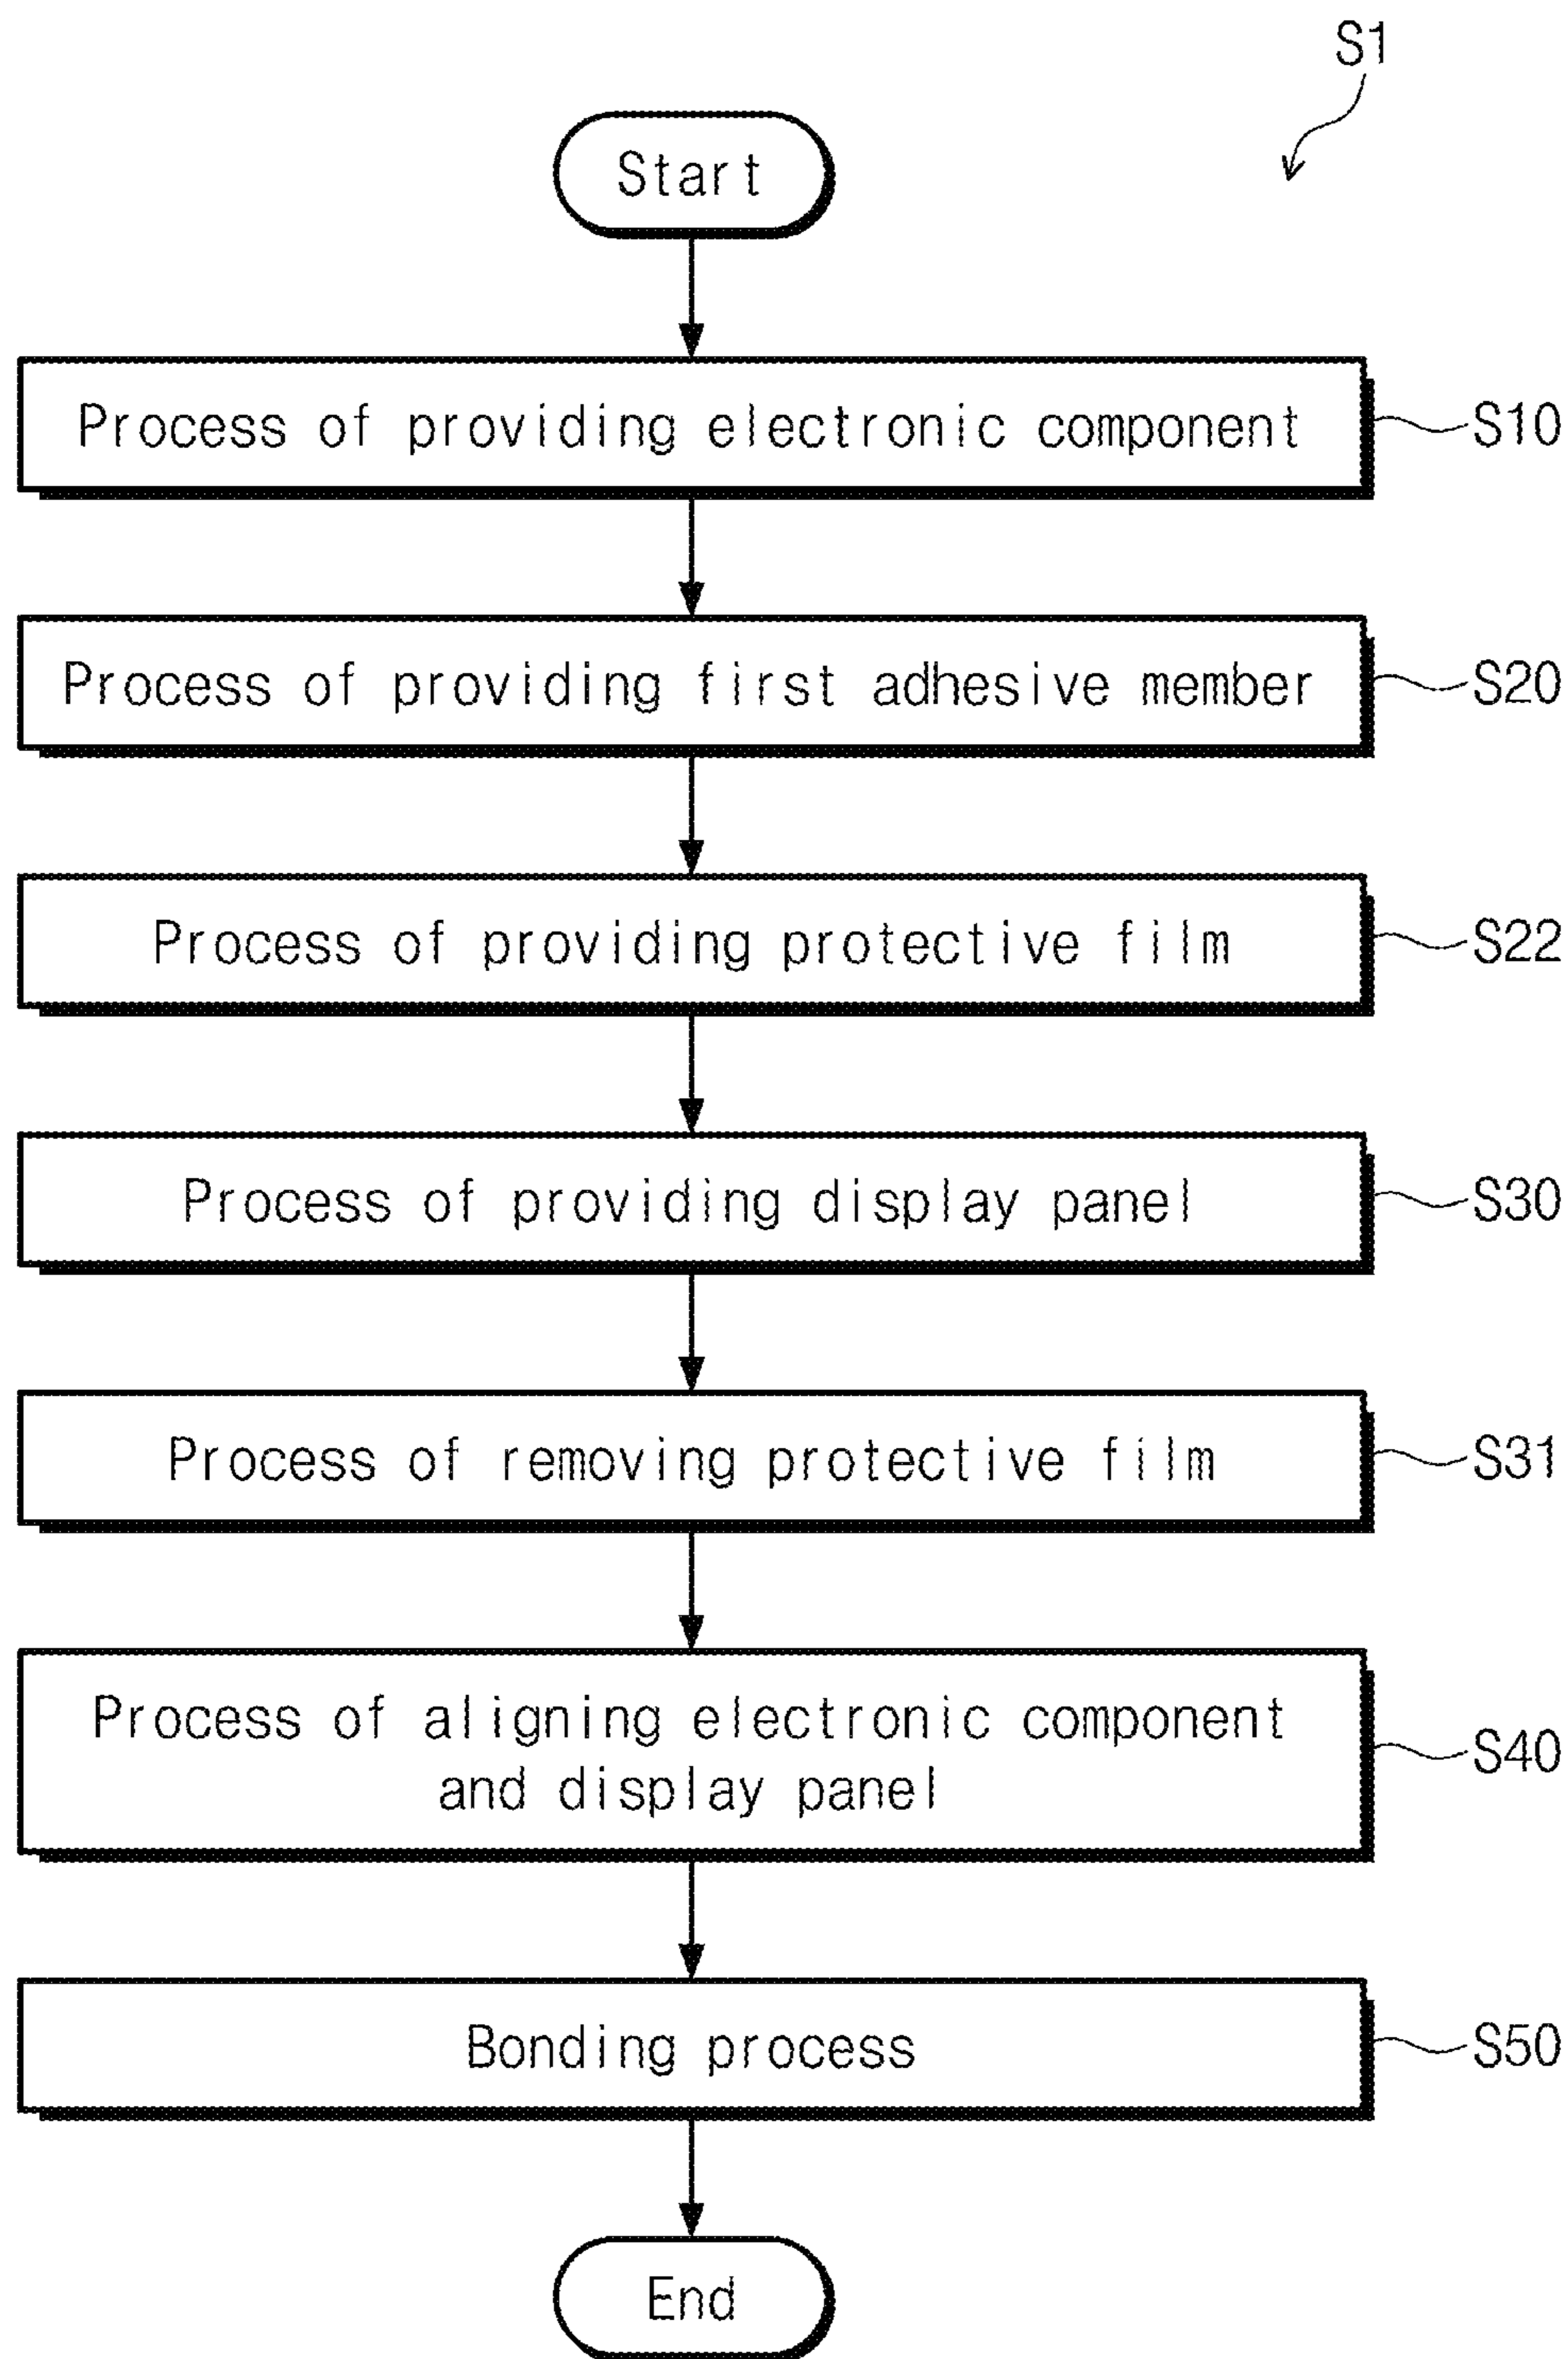 S1
Start
Process of providing electronic component
S10
Process of providing first adhesive member
S20
Process of providing protective film
S22
Process of providing display panel
S30
Process of removing protective film
S31
Process of aligning electronic component
and display panel
S40
Bonding process
S50
End